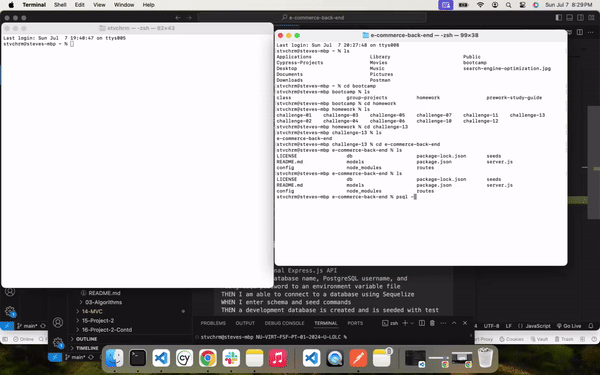 Terminal Shell Edit View Window Help
Sun Jul 7 8:29 PM
e-commerce-back-end
stvchrm — -zsh — 62×43
Last login: Sun Jul 7 19:40:47 on ttys005
stvchrm@steves-mbp ~ %
e-commerce-back-end — -zsh — 99×38
Last login: Sun Jul 7 20:27:48 on ttys000
stvchrm@steves-mbp ~ % ls
Applications Library Public
Cypress-Projects Movies bootcamp
Desktop Music search-engine-optimization.jpg
Documents Pictures
Downloads Postman
stvchrm@steves-mbp ~ % cd bootcamp
stvchrm@steves-mbp bootcamp % ls
class group-projects homework prework-study-guide
stvchrm@steves-mbp bootcamp % cd homework
stvchrm@steves-mbp homework % ls
challenge-01 challenge-03 challenge-05 challenge-07 challenge-11 challenge-13
challenge-02 challenge-04 challenge-06 challenge-10 challenge-12
stvchrm@steves-mbp homework % cd challenge-13
stvchrm@steves-mbp challenge-13 % ls
e-commerce-back-end
stvchrm@steves-mbp challenge-13 % cd e-commerce-back-end
stvchrm@steves-mbp e-commerce-back-end % ls
LICENSE db package-lock.json seeds
README.md models package.json server.js
config node_modules routes
stvchrm@steves-mbp e-commerce-back-end % ls
LICENSE db package-lock.json seeds
README.md models package.json server.js
config node_modules routes
stvchrm@steves-mbp e-commerce-back-end % psql -
nal Express.js API
tabase name, PostgreSQL username, and
sword to an environment variable file
THEN I am able to connect to a database using Sequelize
WHEN I enter schema and seed commands
THEN a development database is created and is seeded with test
README.md
03-Algorithms
14-MVC
15-Project-2
16-Project-2-Contd
OUTLINE
TIMELINE
PROBLEMS OUTPUT DEBUG CONSOLE TERMINAL PORTS
zsh
stvchrm@steves-mbp NU-VIRT-FSF-PT-01-2024-U-LOLC %
main*
main*
UTF-8 LF JavaScript Go Live